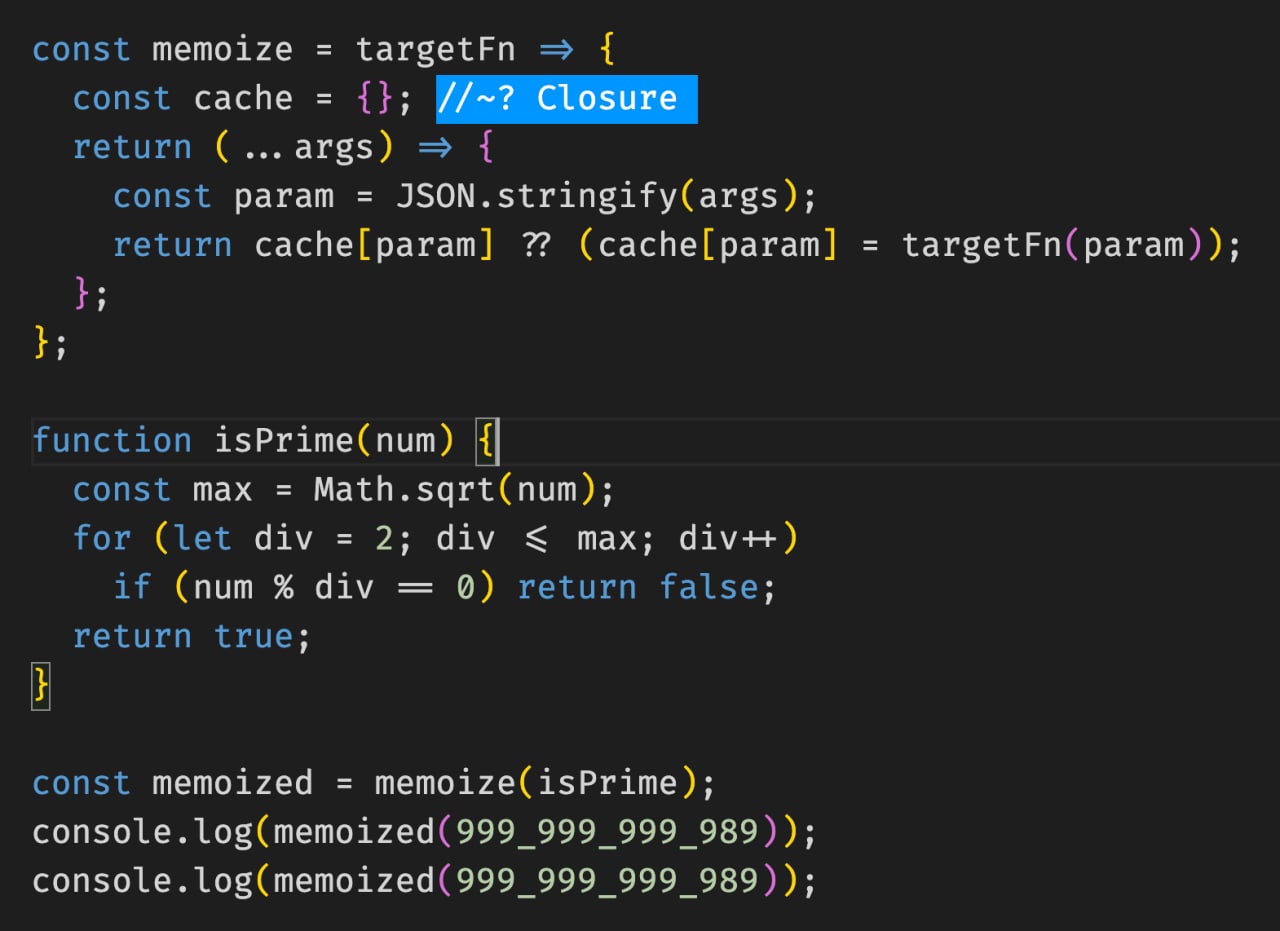 const memoize = targetFn => {
  const cache = {}; //~? Closure
  return (...args) => {
    const param = JSON.stringify(args);
    return cache[param] ?? (cache[param] = targetFn(param));
  };
};

function isPrime(num) {
  const max = Math.sqrt(num);
  for (let div = 2; div <= max; div++)
    if (num % div == 0) return false;
  return true;
}

const memoized = memoize(isPrime);
console.log(memoized(999_999_999_989));
console.log(memoized(999_999_999_989));